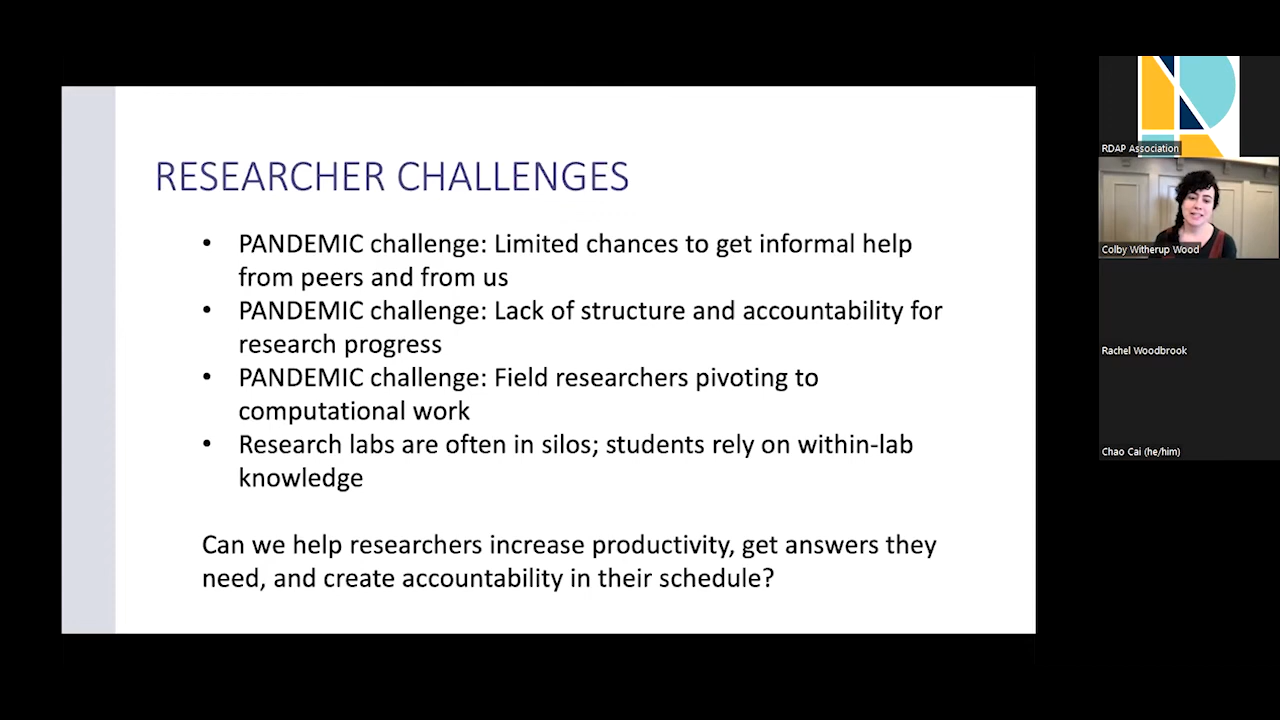 RESEARCHER CHALLENGES
• PANDEMIC challenge: Limited chances to get informal help
from peers and from us
• PANDEMIC challenge: Lack of structure and accountability for
research progress
• PANDEMIC challenge: Field researchers pivoting to
computational work
• Research labs are often in silos; students rely on within-lab
knowledge
Can we help researchers increase productivity, get answers they
need, and create accountability in their schedule?
RDAP Association
Colby Witherup Wood
Rachel Woodbrook
Chao Cai (he/him)